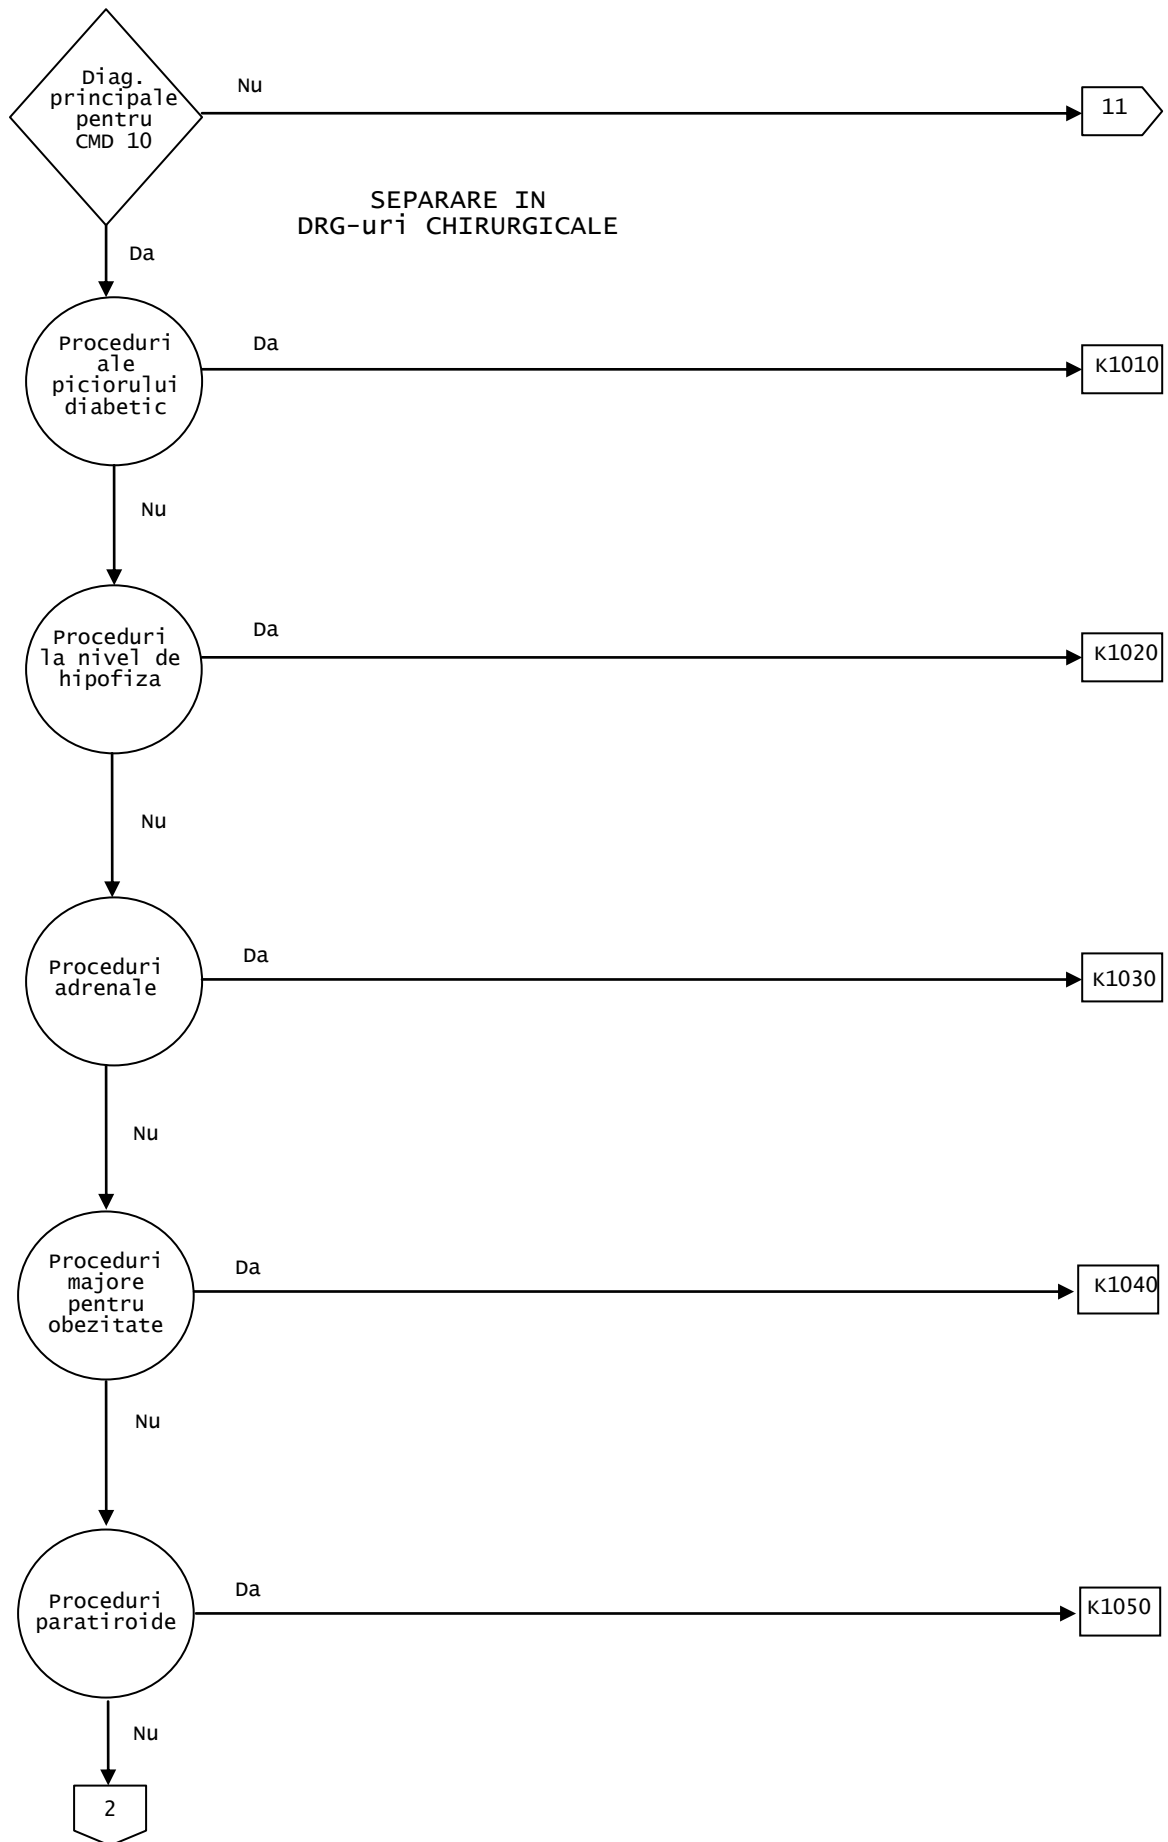 Diag.
principale
pentru
CMD 10
Nu
11
SEPARARE IN
DRG-uri CHIRURGICALE
Da
Proceduri
ale
piciorului
diabetic
Da
K1010
Nu
Proceduri
la nivel de
hipofiza
Da
K1020
Nu
Proceduri
adrenale
Da
K1030
Nu
Proceduri
majore
pentru
obezitate
Da
K1040
Nu
Proceduri
paratiroide
Da
K1050
Nu
2